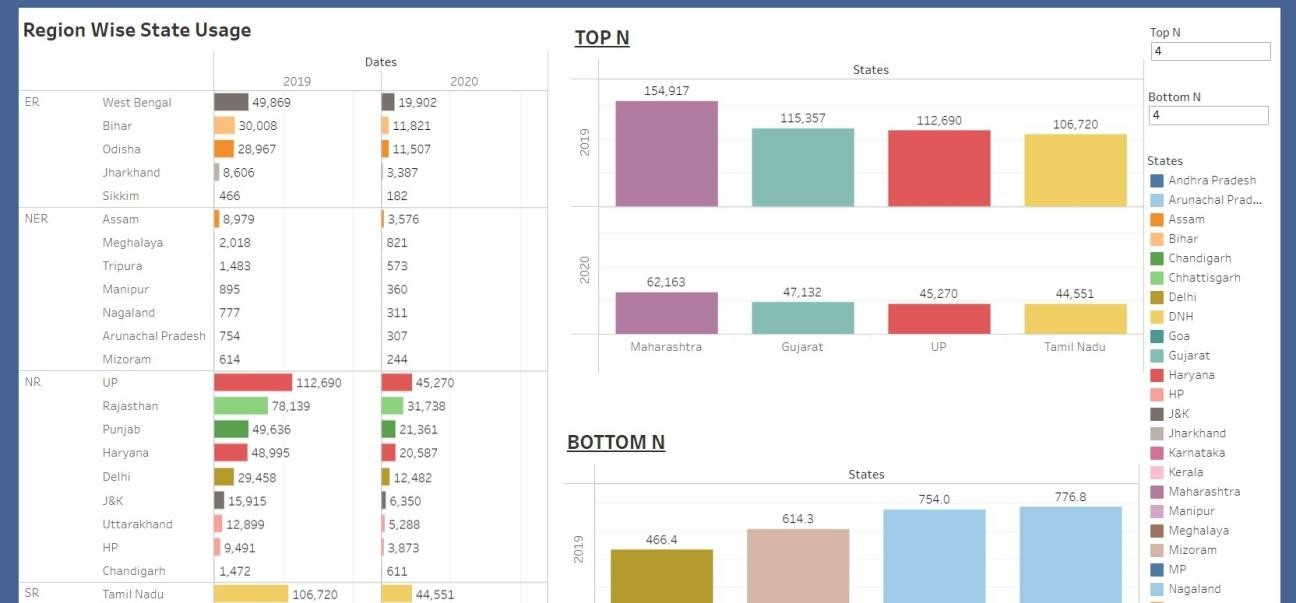 Region Wise State Usage
Dates
2019 2020
ER West Bengal 49,869 19,902
Bihar 30,008 11,821
Odisha 28,967 11,507
Jharkhand 8,606 3,387
Sikkim 466 182
NER Assam 8,979 3,576
Meghalaya 2,018 821
Tripura 1,483 573
Manipur 895 360
Nagaland 777 311
Arunachal Pradesh 754 307
Mizoram 614 244
NR UP 112,690 45,270
Rajasthan 78,139 31,738
Punjab 49,636 21,361
Haryana 48,995 20,587
Delhi 29,458 12,482
J&K 15,915 6,350
Uttarakhand 12,899 5,288
HP 9,491 3,873
Chandigarh 1,472 611
SR Tamil Nadu 106,720 44,551
TOP N
States
2019
154,917 115,357 112,690 106,720
2020
62,163 47,132 45,270 44,551
Maharashtra Gujarat UP Tamil Nadu
BOTTOM N
States
2019
466.4 614.3 754.0 776.8
Top N
4
Bottom N
4
States
Andhra Pradesh
Arunachal Prad...
Assam
Bihar
Chandigarh
Chhattisgarh
Delhi
DNH
Goa
Gujarat
Haryana
HP
J&K
Jharkhand
Karnataka
Kerala
Maharashtra
Manipur
Meghalaya
Mizoram
MP
Nagaland